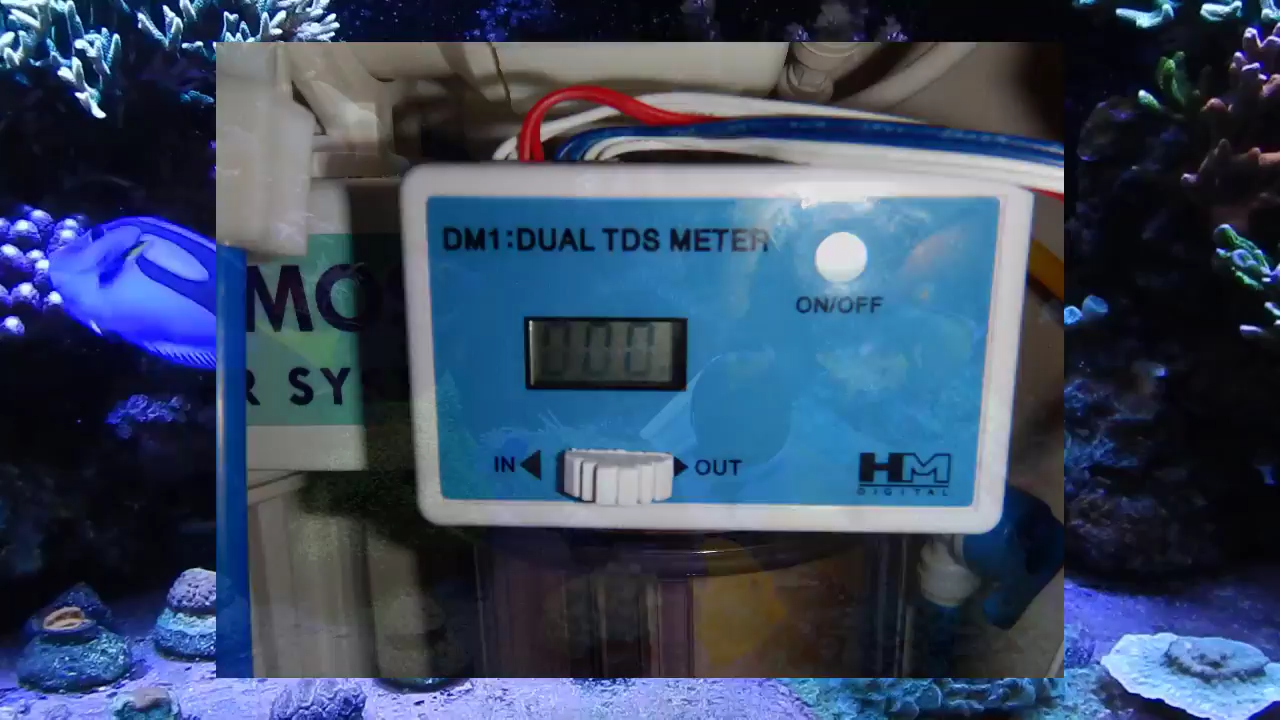 DM1:DUAL TDS METER
ON/OFF
MO
R SY
000
IN
OUT
HM
DIGITAL